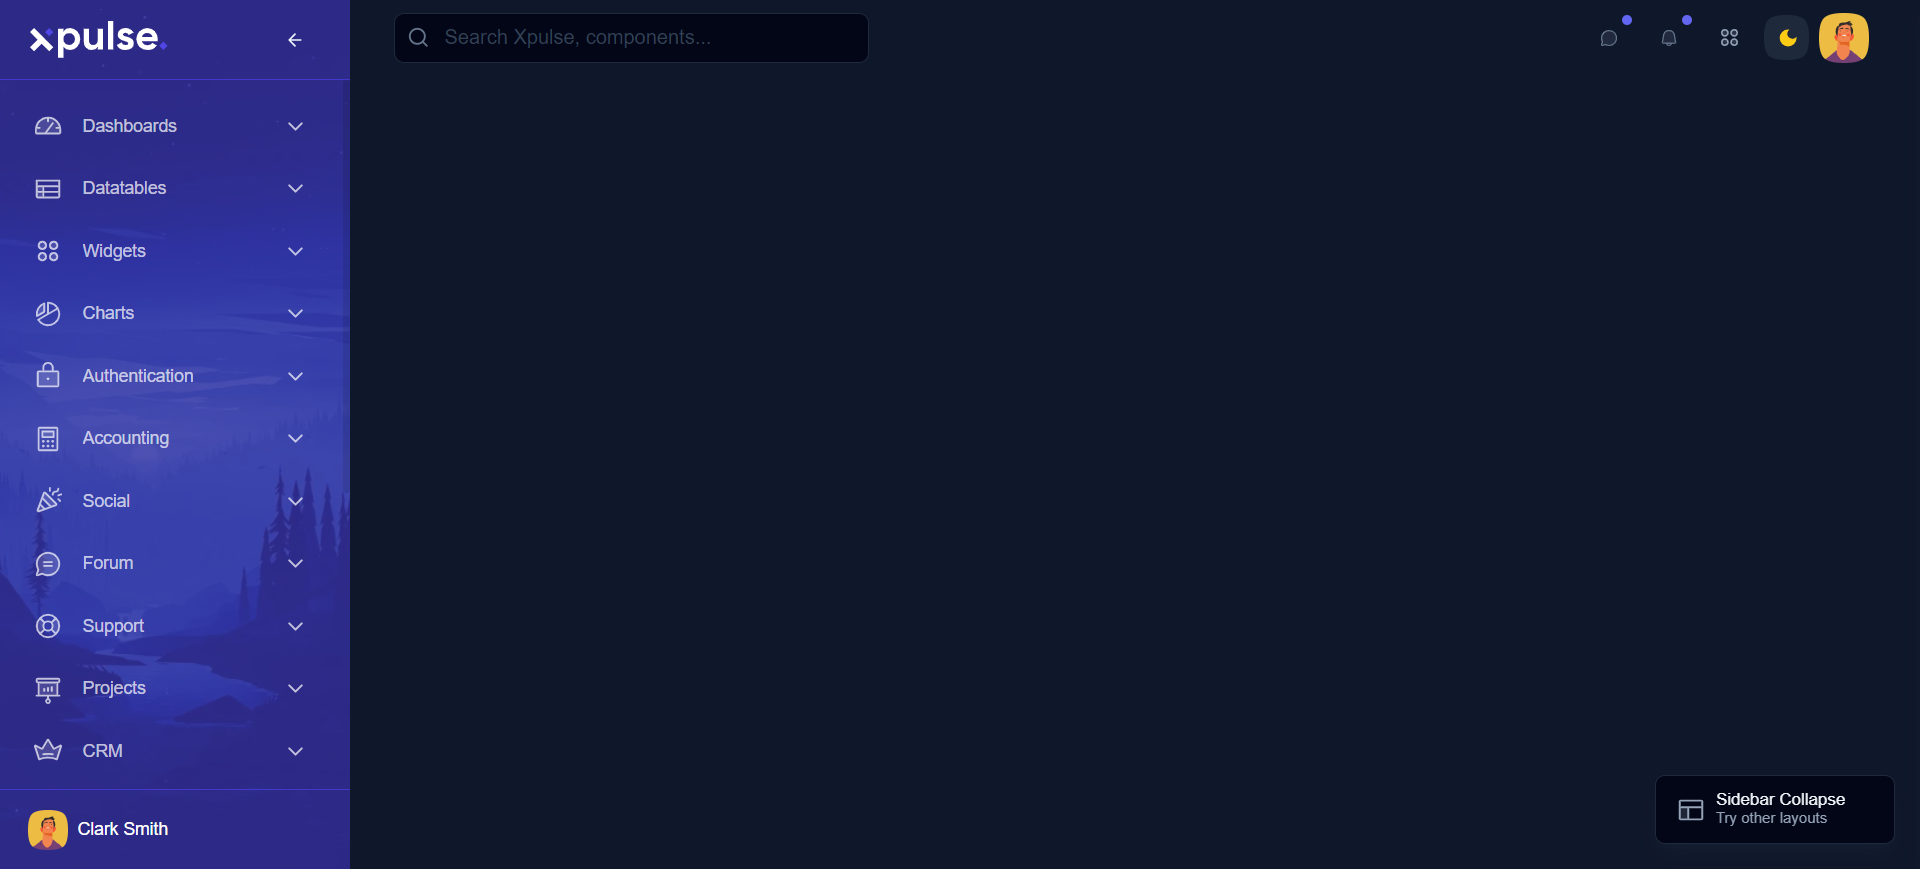 xpulse.
Search Xpulse, components...
Dashboards
Datatables
Widgets
Charts
Authentication
Accounting
Social
Forum
Support
Projects
CRM
Clark Smith
Sidebar Collapse
Try other layouts